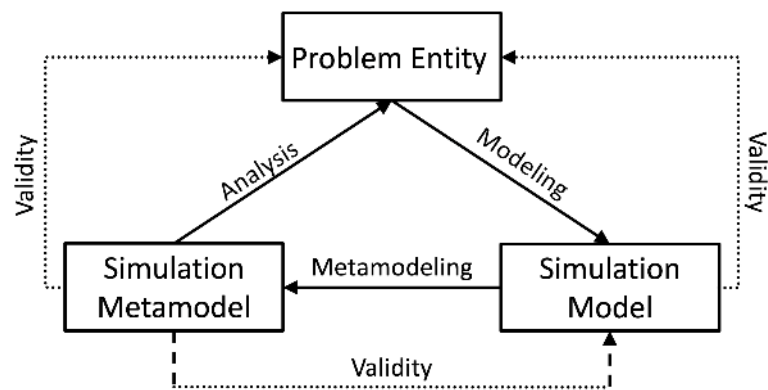 Problem Entity
Validity
Analysis
Modeling
Validity
Simulation
Metamodel
Metamodeling
Simulation
Model
Validity